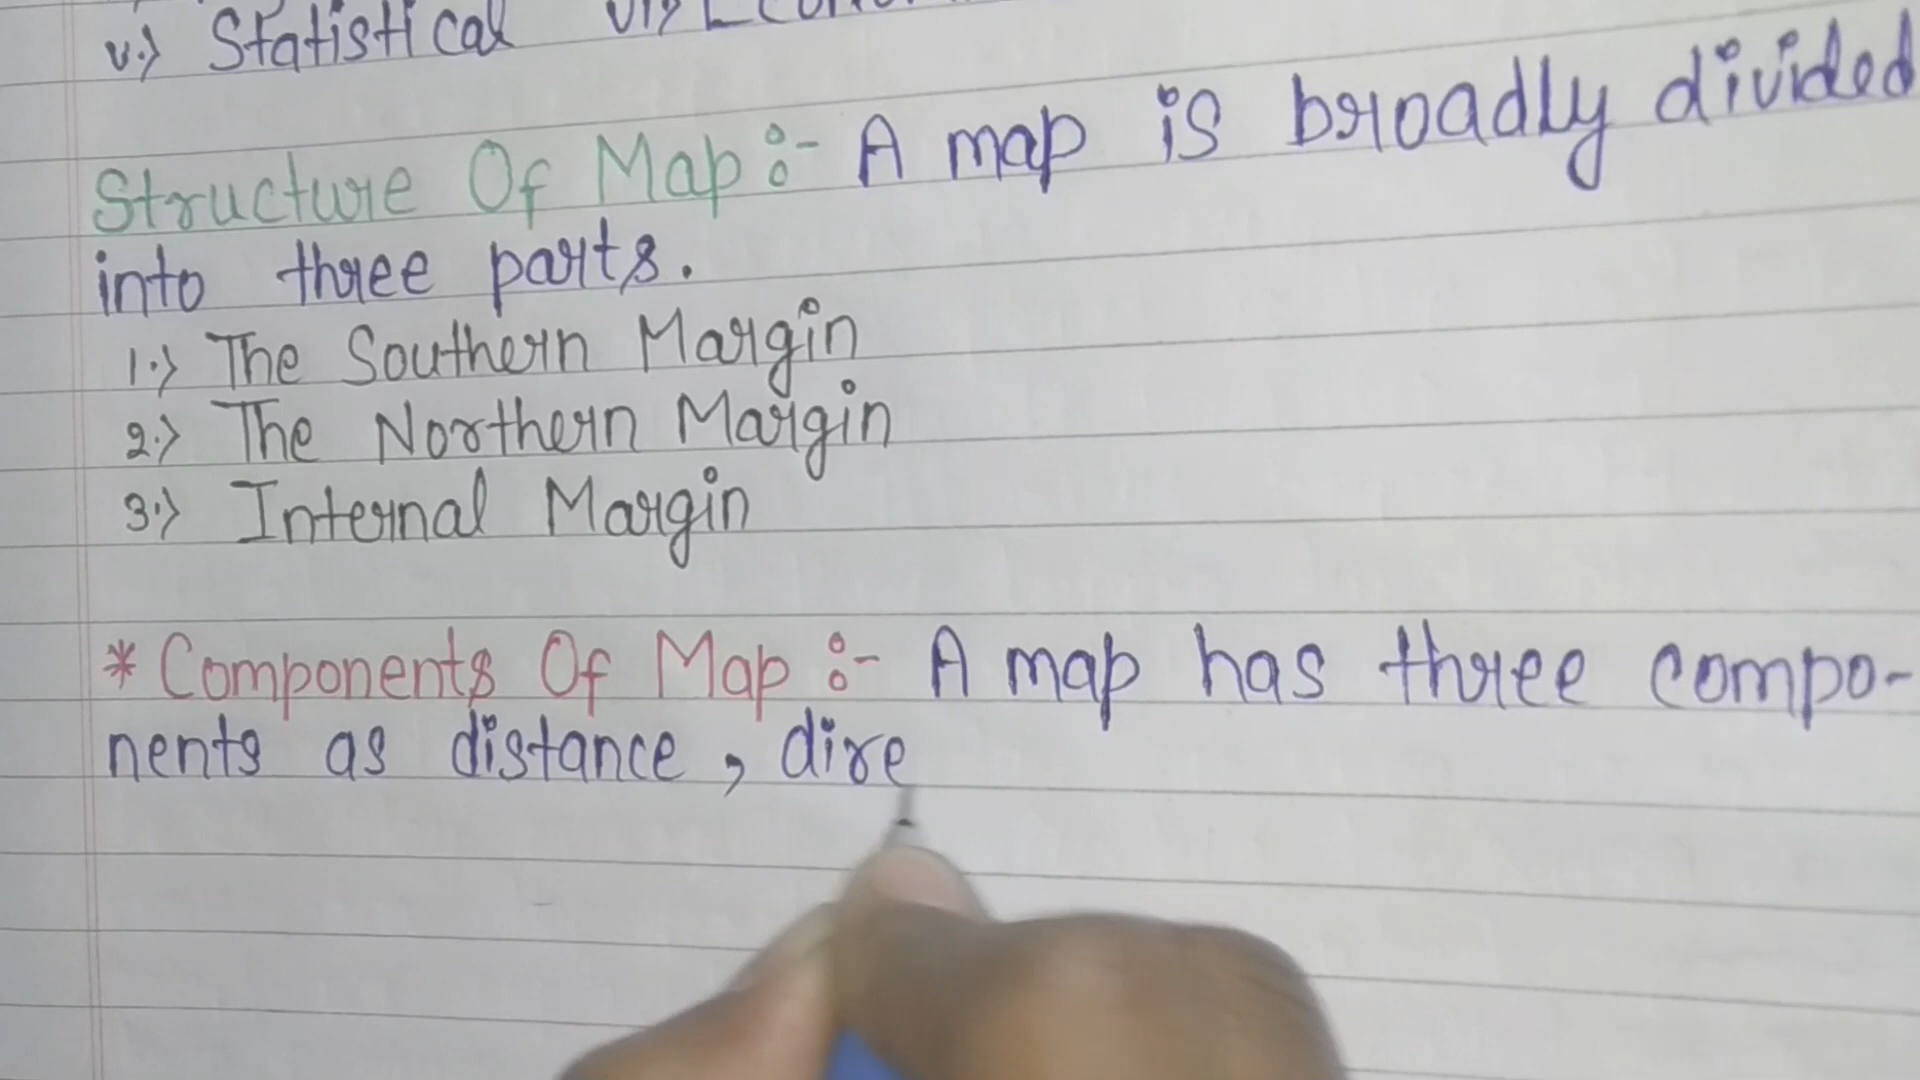 v.) Statistical vi)
Structure Of Map :- A map is broadly divided
into three parts.
1.) The Southern Margin
2.) The Northern Margin
3.) Internal Margin
* Components Of Map :- A map has three compo-
nents as distance, dire